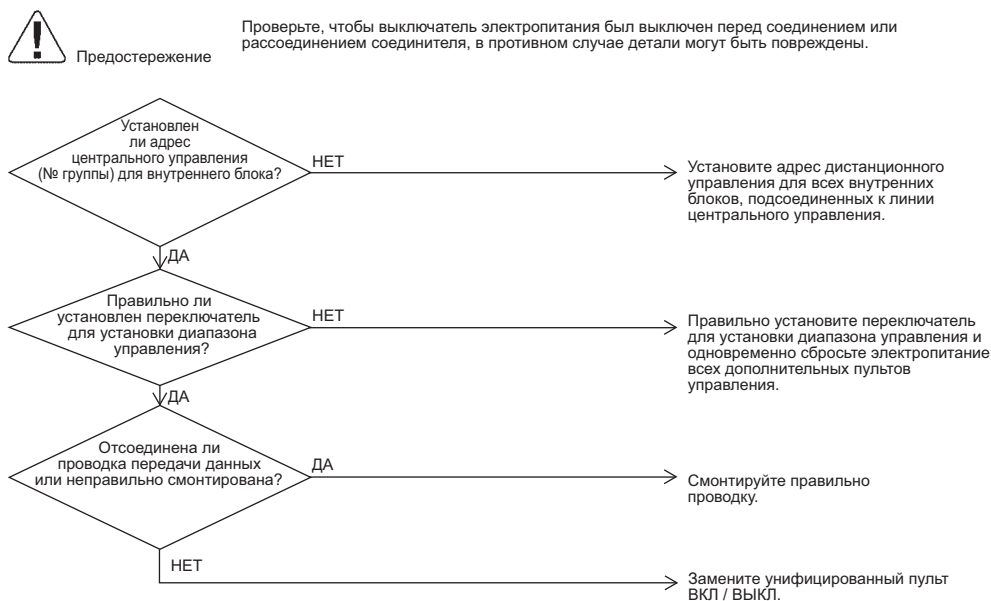 Предостережение
Проверьте, чтобы выключатель электропитания был выключен перед соединением или
рассоединением соединителя, в противном случае детали могут быть повреждены.
Установлен
ли адрес
центрального управления
(№ группы) для внутреннего блока?
НЕТ
Установите адрес дистанционного
управления для всех внутренних
блоков, подсоединенных к линии
центрального управления.
ДА
Правильно ли
установлен переключатель
для установки диапазона
управления?
НЕТ
Правильно установите переключатель
для установки диапазона управления и
одновременно сбросьте электропитание
всех дополнительных пультов
управления.
ДА
Отсоединена ли
проводка передачи данных
или неправильно смонтирована?
ДА
Смонтируйте правильно
проводку.
НЕТ
Замените унифицированный пульт
ВКЛ / ВЫКЛ.